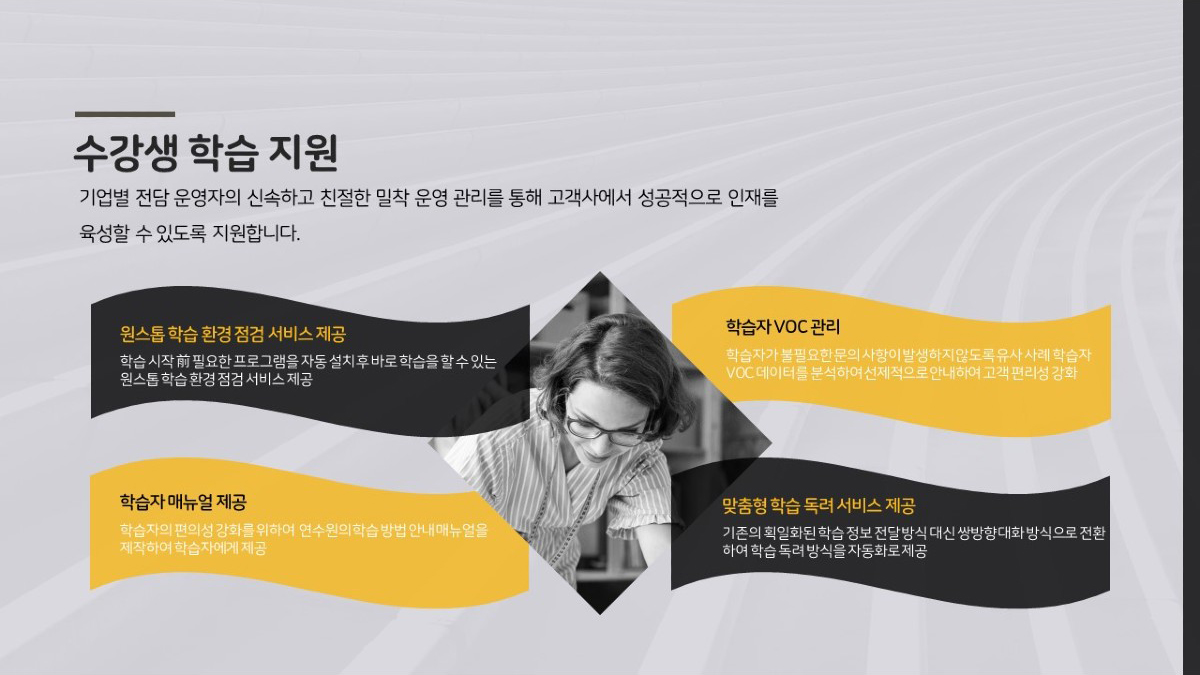 수강생 학습 지원
기업별 전담 운영자의 신속하고 친절한 밀착 운영 관리를 통해 고객사에서 성공적으로 인재를
육성할 수 있도록 지원합니다.
원스톱 학습 환경 점검 서비스 제공
학습 시작 前 필요한 프로그램을 자동 설치 후 바로 학습을 할 수 있는
원스톱 학습 환경 점검 서비스 제공
학습자 VOC 관리
학습자가 불필요한 문의 사항이 발생하지 않도록 유사 사례 학습자
VOC 데이터를 분석하여 선제적으로 안내하여 고객 편리성 강화
학습자 매뉴얼 제공
학습자의 편의성 강화를 위하여 연수원의 학습 방법 안내 매뉴얼을
제작하여 학습자에게 제공
맞춤형 학습 독려 서비스 제공
기존의 획일화된 학습 정보 전달 방식 대신 쌍방향 대화 방식으로 전환
하여 학습 독려 방식을 자동화로 제공